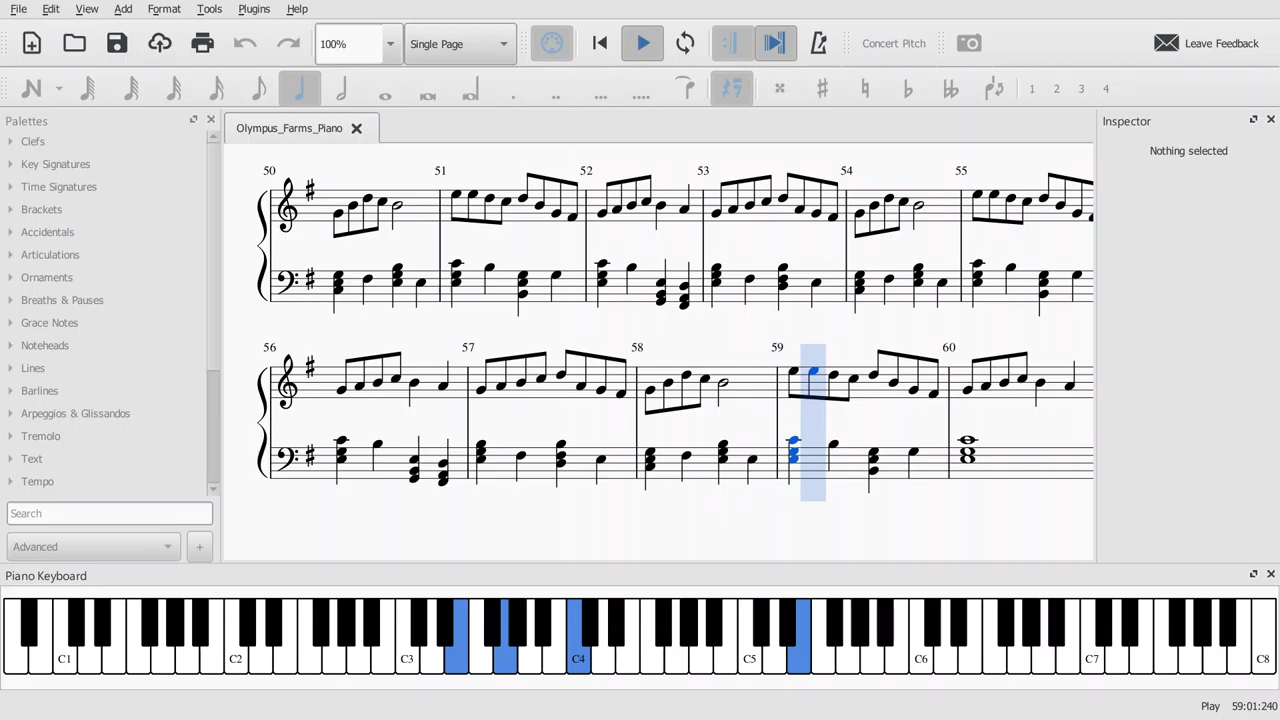 File Edit View Add Format Tools Plugins Help
100% Single Page Concert Pitch Leave Feedback
1 2 3 4
Palettes
Clefs
Key Signatures
Time Signatures
Brackets
Accidentals
Articulations
Ornaments
Breaths & Pauses
Grace Notes
Noteheads
Lines
Barlines
Arpeggios & Glissandos
Tremolo
Text
Tempo
Search
Advanced
+
Olympus_Farms_Piano
50 51 52 53 54 55
56 57 58 59 60
Inspector
Nothing selected
Piano Keyboard
C1 C2 C3 C4 C5 C6 C7 C8
Play 59:01:240